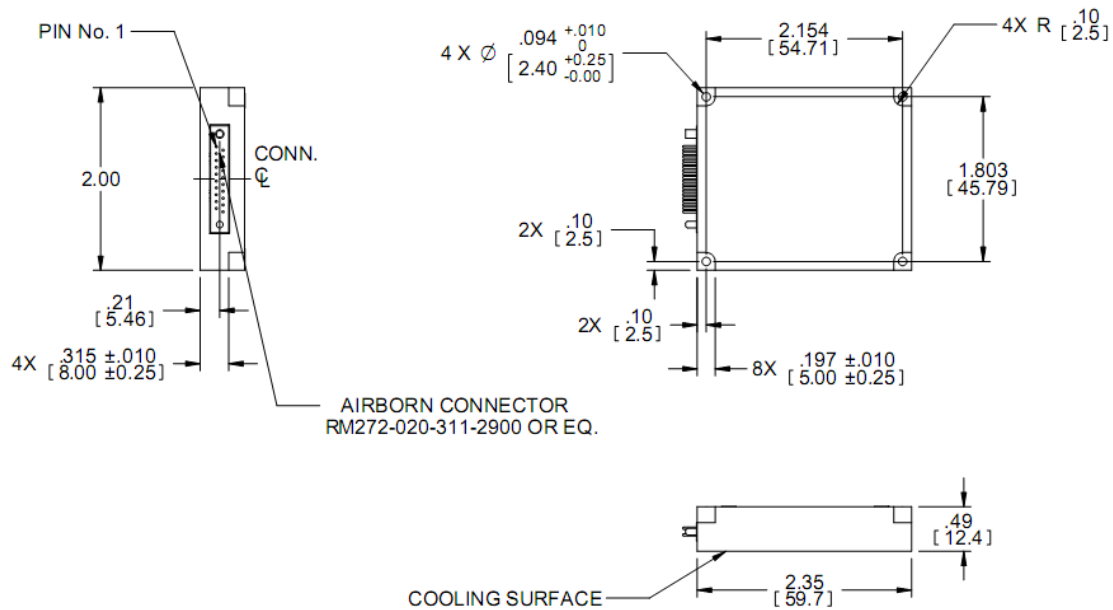 PIN No. 1
2.00
CONN.
℄
.21
[ 5.46 ]
4X .315 ±.010
[ 8.00 ±0.25 ]
AIRBORN CONNECTOR
RM272-020-311-2900 OR EQ.
4 X Ø .094 +.010 0
[ 2.40 +0.25 -0.00 ]
2.154
[ 54.71 ]
4X R .10
[ 2.5 ]
1.803
[ 45.79 ]
2X .10
[ 2.5 ]
2X .10
[ 2.5 ]
8X .197 ±.010
[ 5.00 ±0.25 ]
.49
[ 12.4 ]
2.35
[ 59.7 ]
COOLING SURFACE